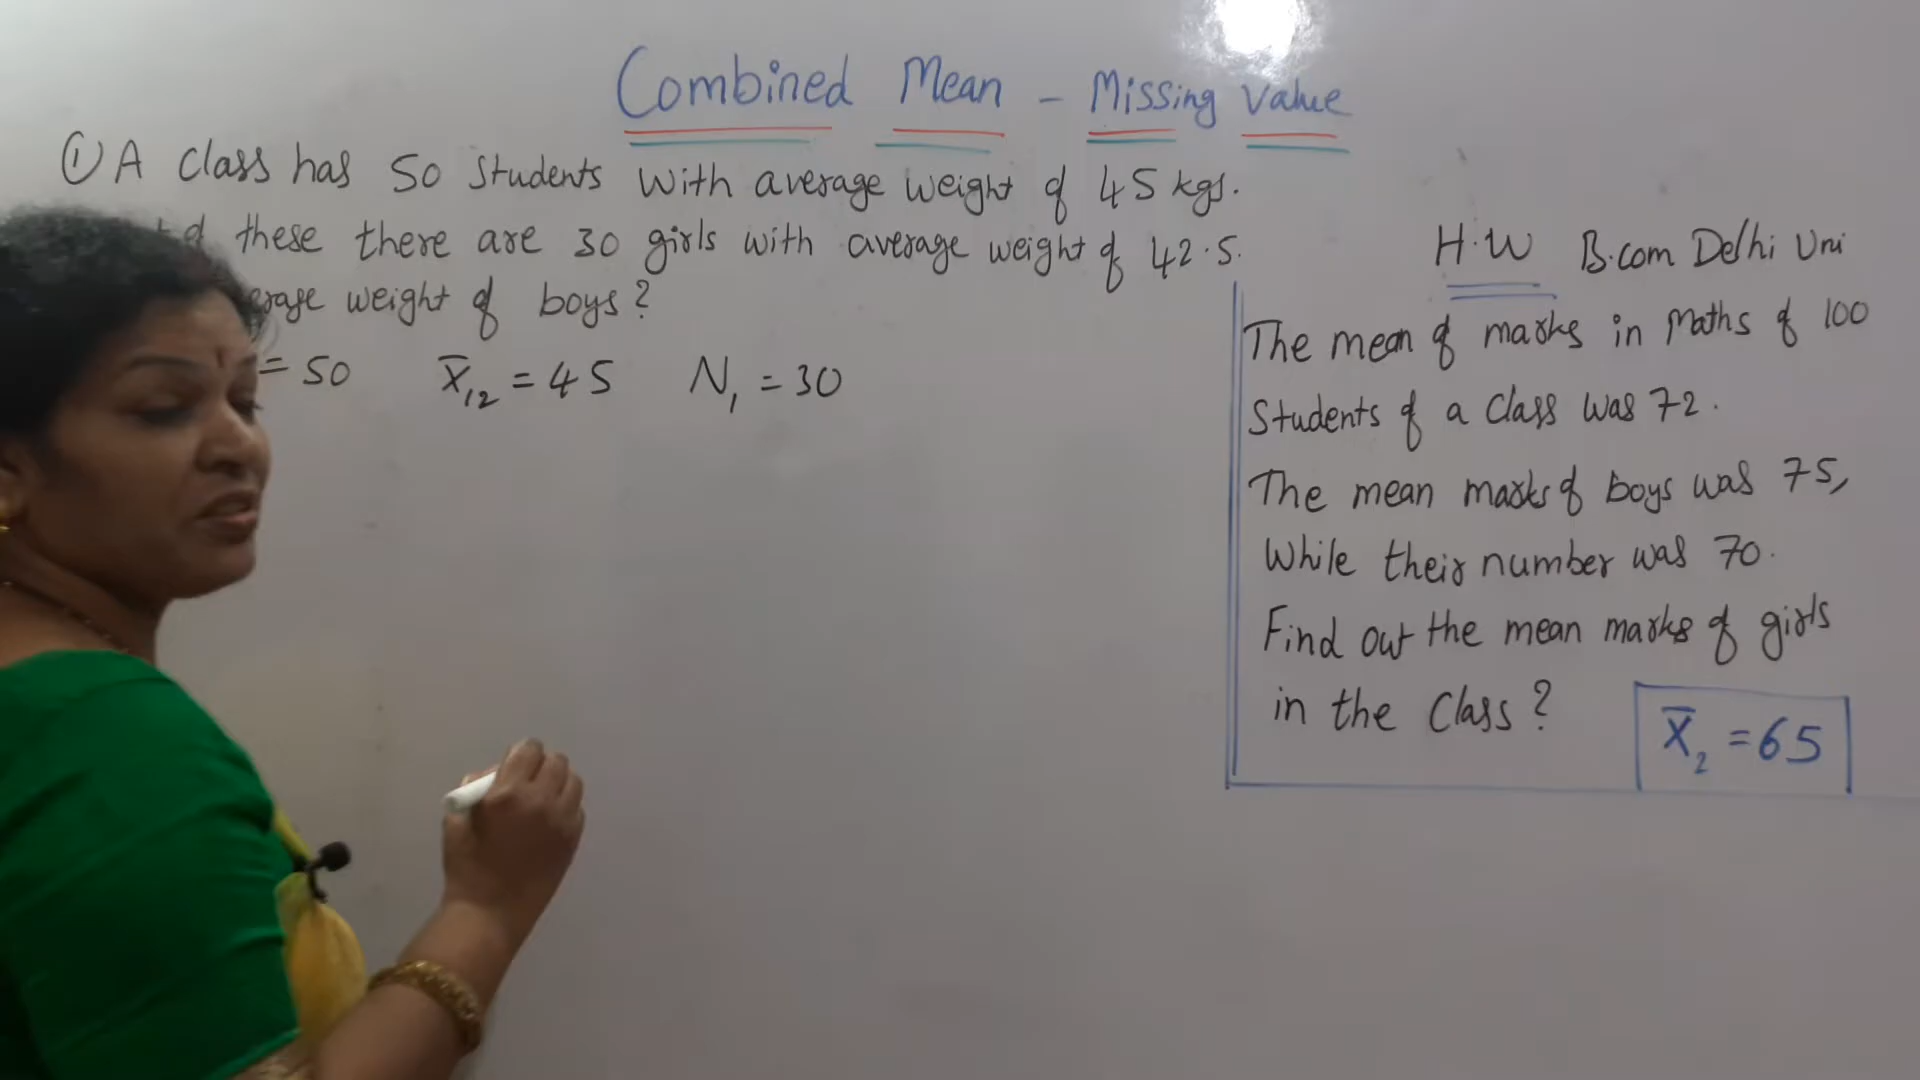 Combined Mean - Missing Value
① A Class has 50 Students with average weight of 45 kgs.
these there are 30 girls with average weight of 42.5.
weight of boys?
= 50 X̄₁₂ = 45 N₁ = 30
H.W B.com Delhi Uni
The mean of marks in Maths of 100
Students of a Class was 72.
The mean marks of boys was 75,
While their number was 70.
Find out the mean marks of girls
in the Class?
X̄₂ = 65